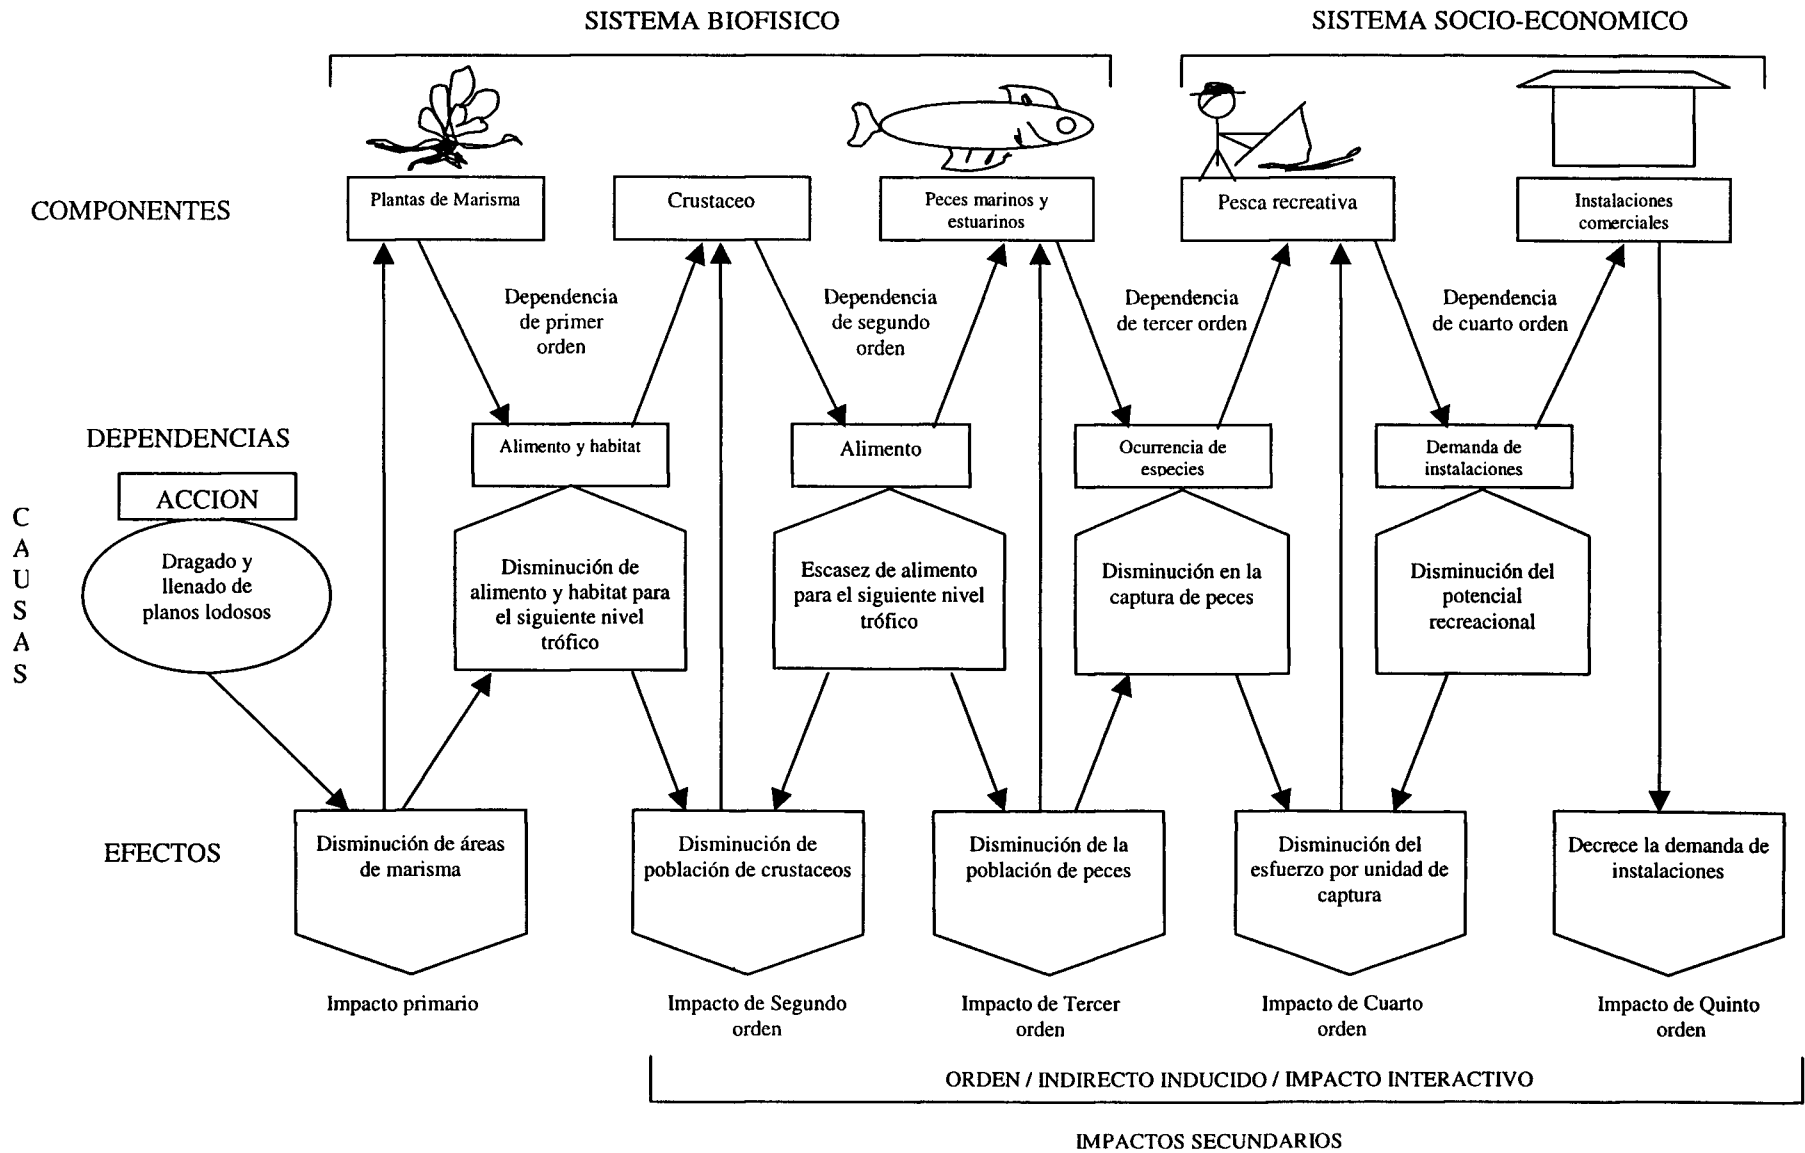 SISTEMA BIOFISICO
SISTEMA SOCIO-ECONOMICO
COMPONENTES
Plantas de Marisma
Crustaceo
Peces marinos y
estuarinos
Pesca recreativa
Instalaciones
comerciales
Dependencia
de primer
orden
Dependencia
de segundo
orden
Dependencia
de tercer orden
Dependencia
de cuarto orden
DEPENDENCIAS
Alimento y habitat
Alimento
Ocurrencia de
especies
Demanda de
instalaciones
C
A
U
S
A
S
ACCION
Dragado y
llenado de
planos lodosos
Disminución de
alimento y habitat para
el siguiente nivel
trófico
Escasez de alimento
para el siguiente nivel
trófico
Disminución en la
captura de peces
Disminución del
potencial
recreacional
EFECTOS
Disminución de áreas
de marisma
Disminución de
población de crustaceos
Disminución de la
población de peces
Disminución del
esfuerzo por unidad de
captura
Decrece la demanda de
instalaciones
Impacto primario
Impacto de Segundo
orden
Impacto de Tercer
orden
Impacto de Cuarto
orden
Impacto de Quinto
orden
ORDEN / INDIRECTO INDUCIDO / IMPACTO INTERACTIVO
IMPACTOS SECUNDARIOS